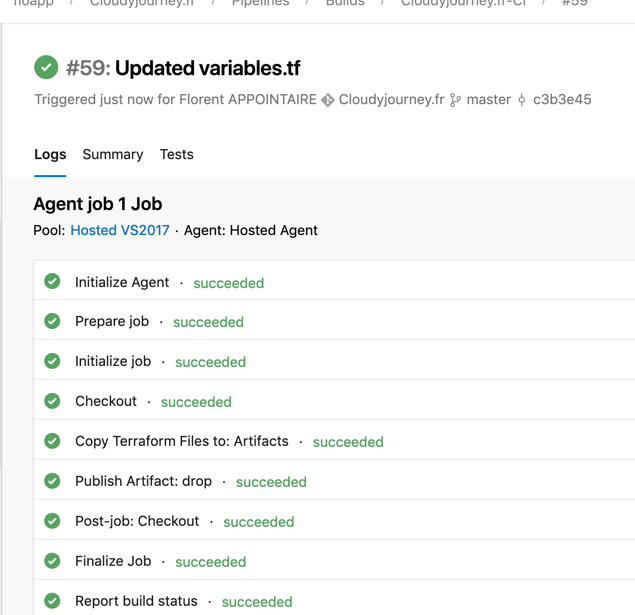 noapp / Cloudyjourney.fr / Pipelines / Builds / Cloudyjourney.fr-CI / #59
#59: Updated variables.tf
Triggered just now for Florent APPOINTAIRE Cloudyjourney.fr master c3b3e45
Logs Summary Tests
Agent job 1 Job
Pool: Hosted VS2017 · Agent: Hosted Agent
Initialize Agent · succeeded
Prepare job · succeeded
Initialize job · succeeded
Checkout · succeeded
Copy Terraform Files to: Artifacts · succeeded
Publish Artifact: drop · succeeded
Post-job: Checkout · succeeded
Finalize Job · succeeded
Report build status · succeeded